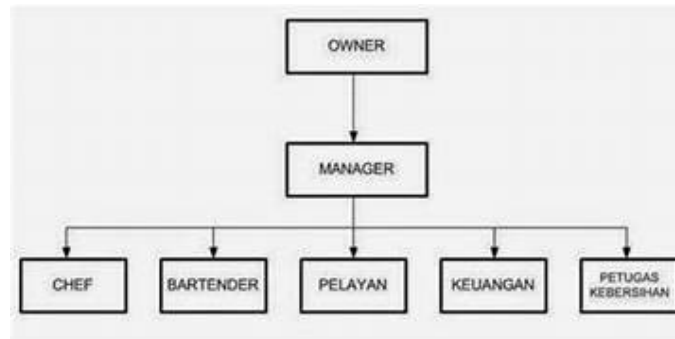 OWNER
MANAGER
CHEF
BARTENDER
PELAYAN
KEUANGAN
PETUGAS
KEBERSIHAN